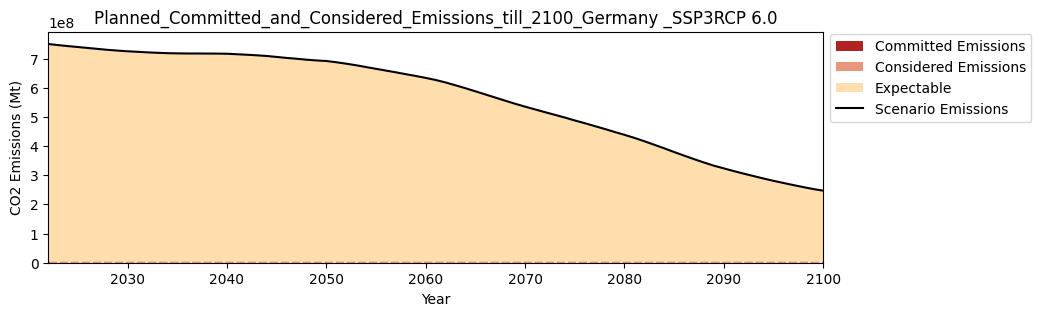 Planned_Committed_and_Considered_Emissions_till_2100_Germany _SSP3RCP 6.0
1e8
7
6
5
4
3
2
1
0
CO2 Emissions (Mt)
2030 2040 2050 2060 2070 2080 2090 2100
Year
Committed Emissions
Considered Emissions
Expectable
Scenario Emissions